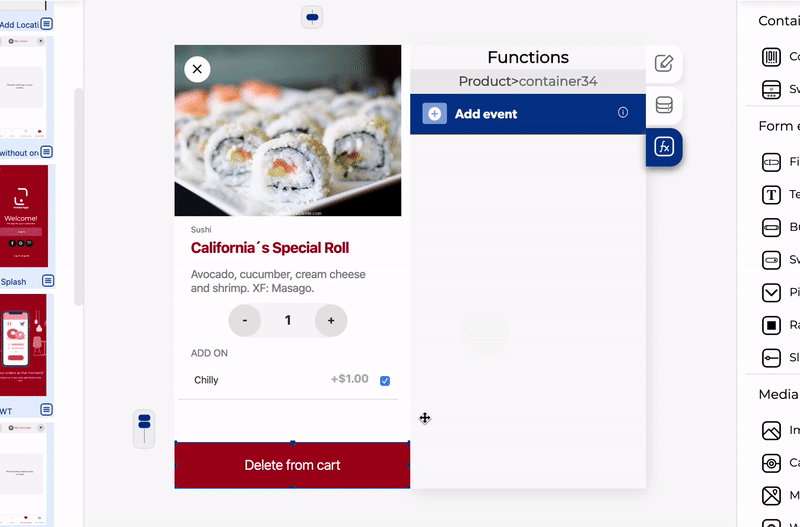 Add Locati
without or
Welcome!
Splash
WT
Sushi
California´s Special Roll
Avocado, cucumber, cream cheese
and shrimp. XF: Masago.
- 1 +
ADD ON
Chilly +$1.00
Delete from cart
Functions
Product>container34
Add event
fx
Contai
Co
Sv
Form e
Fi
T Te
Bu
Sv
Pi
Ra
Sl
Media
Im
Ca
M